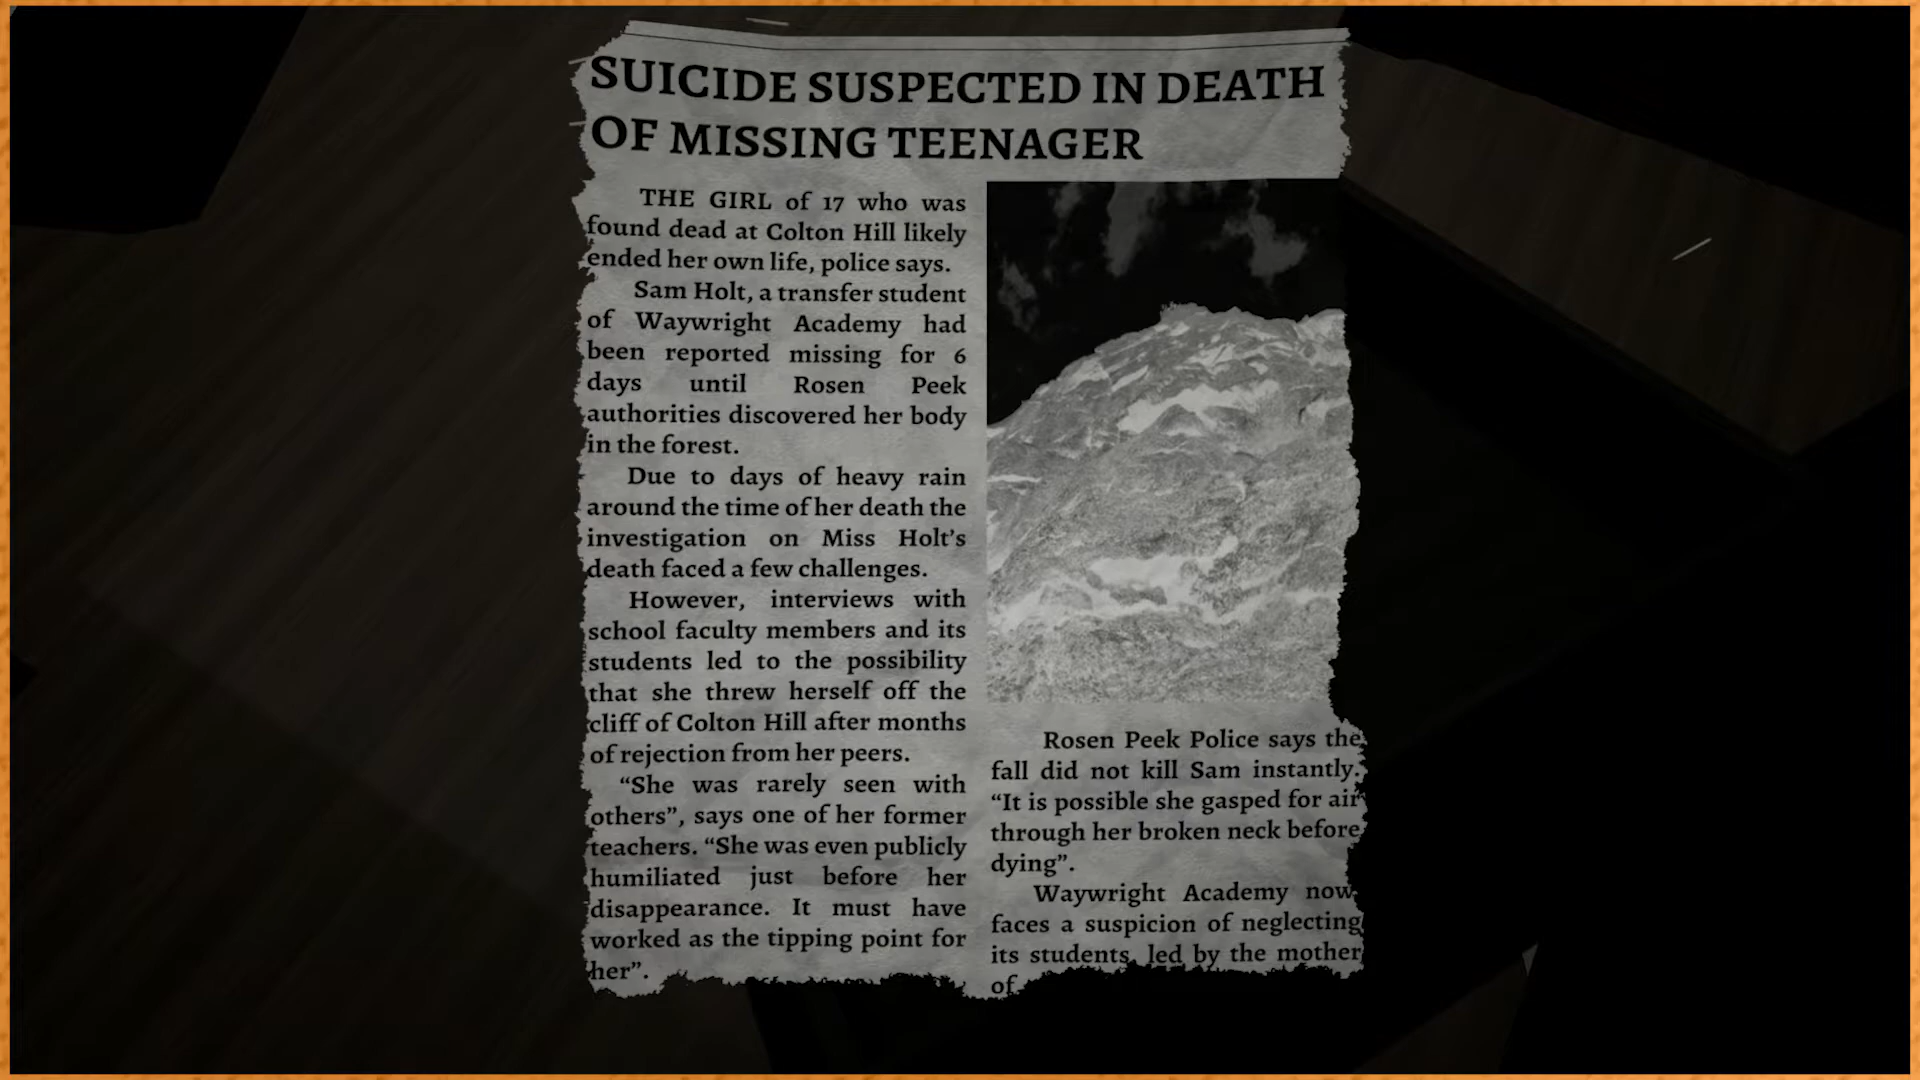 SUICIDE SUSPECTED IN DEATH
OF MISSING TEENAGER
THE GIRL of 17 who was
found dead at Colton Hill likely
ended her own life, police says.
Sam Holt, a transfer student
of Waywright Academy had
been reported missing for 6
days until Rosen Peek
authorities discovered her body
in the forest.
Due to days of heavy rain
around the time of her death the
investigation on Miss Holt’s
death faced a few challenges.
However, interviews with
school faculty members and its
students led to the possibility
that she threw herself off the
cliff of Colton Hill after months
of rejection from her peers.
“She was rarely seen with
others”, says one of her former
teachers. “She was even publicly
humiliated just before her
disappearance. It must have
worked as the tipping point for
her”.
Rosen Peek Police says the
fall did not kill Sam instantly.
“It is possible she gasped for air
through her broken neck before
dying”.
Waywright Academy now
faces a suspicion of neglecting
its students, led by the mother
of